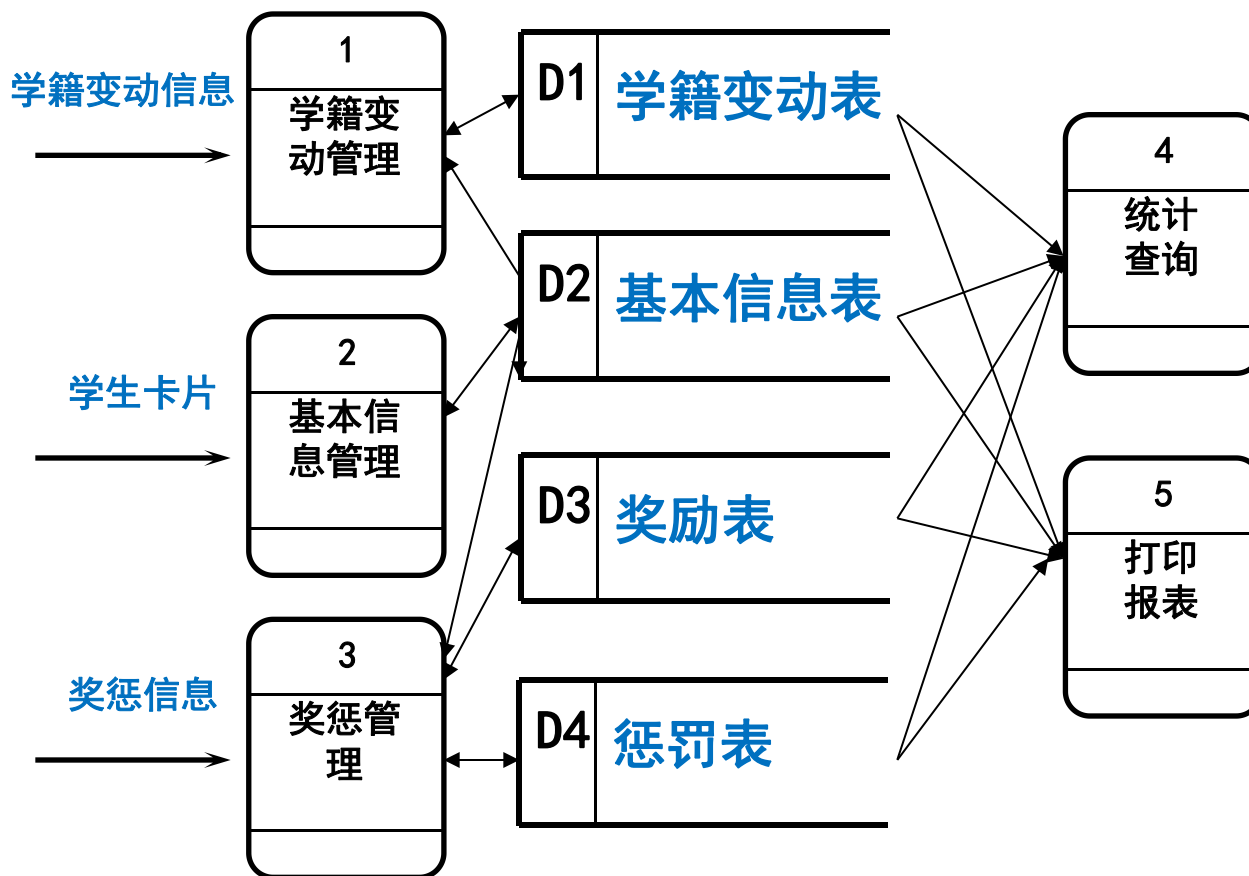 学籍变动信息
1
学籍变
动管理
D1
学籍变动表
4
统计
查询
D2
基本信息表
学生卡片
2
基本信
息管理
D3
奖励表
5
打印
报表
奖惩信息
3
奖惩管
理
D4
惩罚表